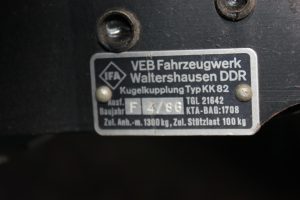 IFA
VEB Fahrzeugwerk
Waltershausen DDR
Kugelkupplung Typ KK 82
Ausf. F 4/86 TGL 21642
Baujahr KTA-BAG:1708
Zul. Anh.-m. 1300 kg, Zul. Stützlast 100 kg